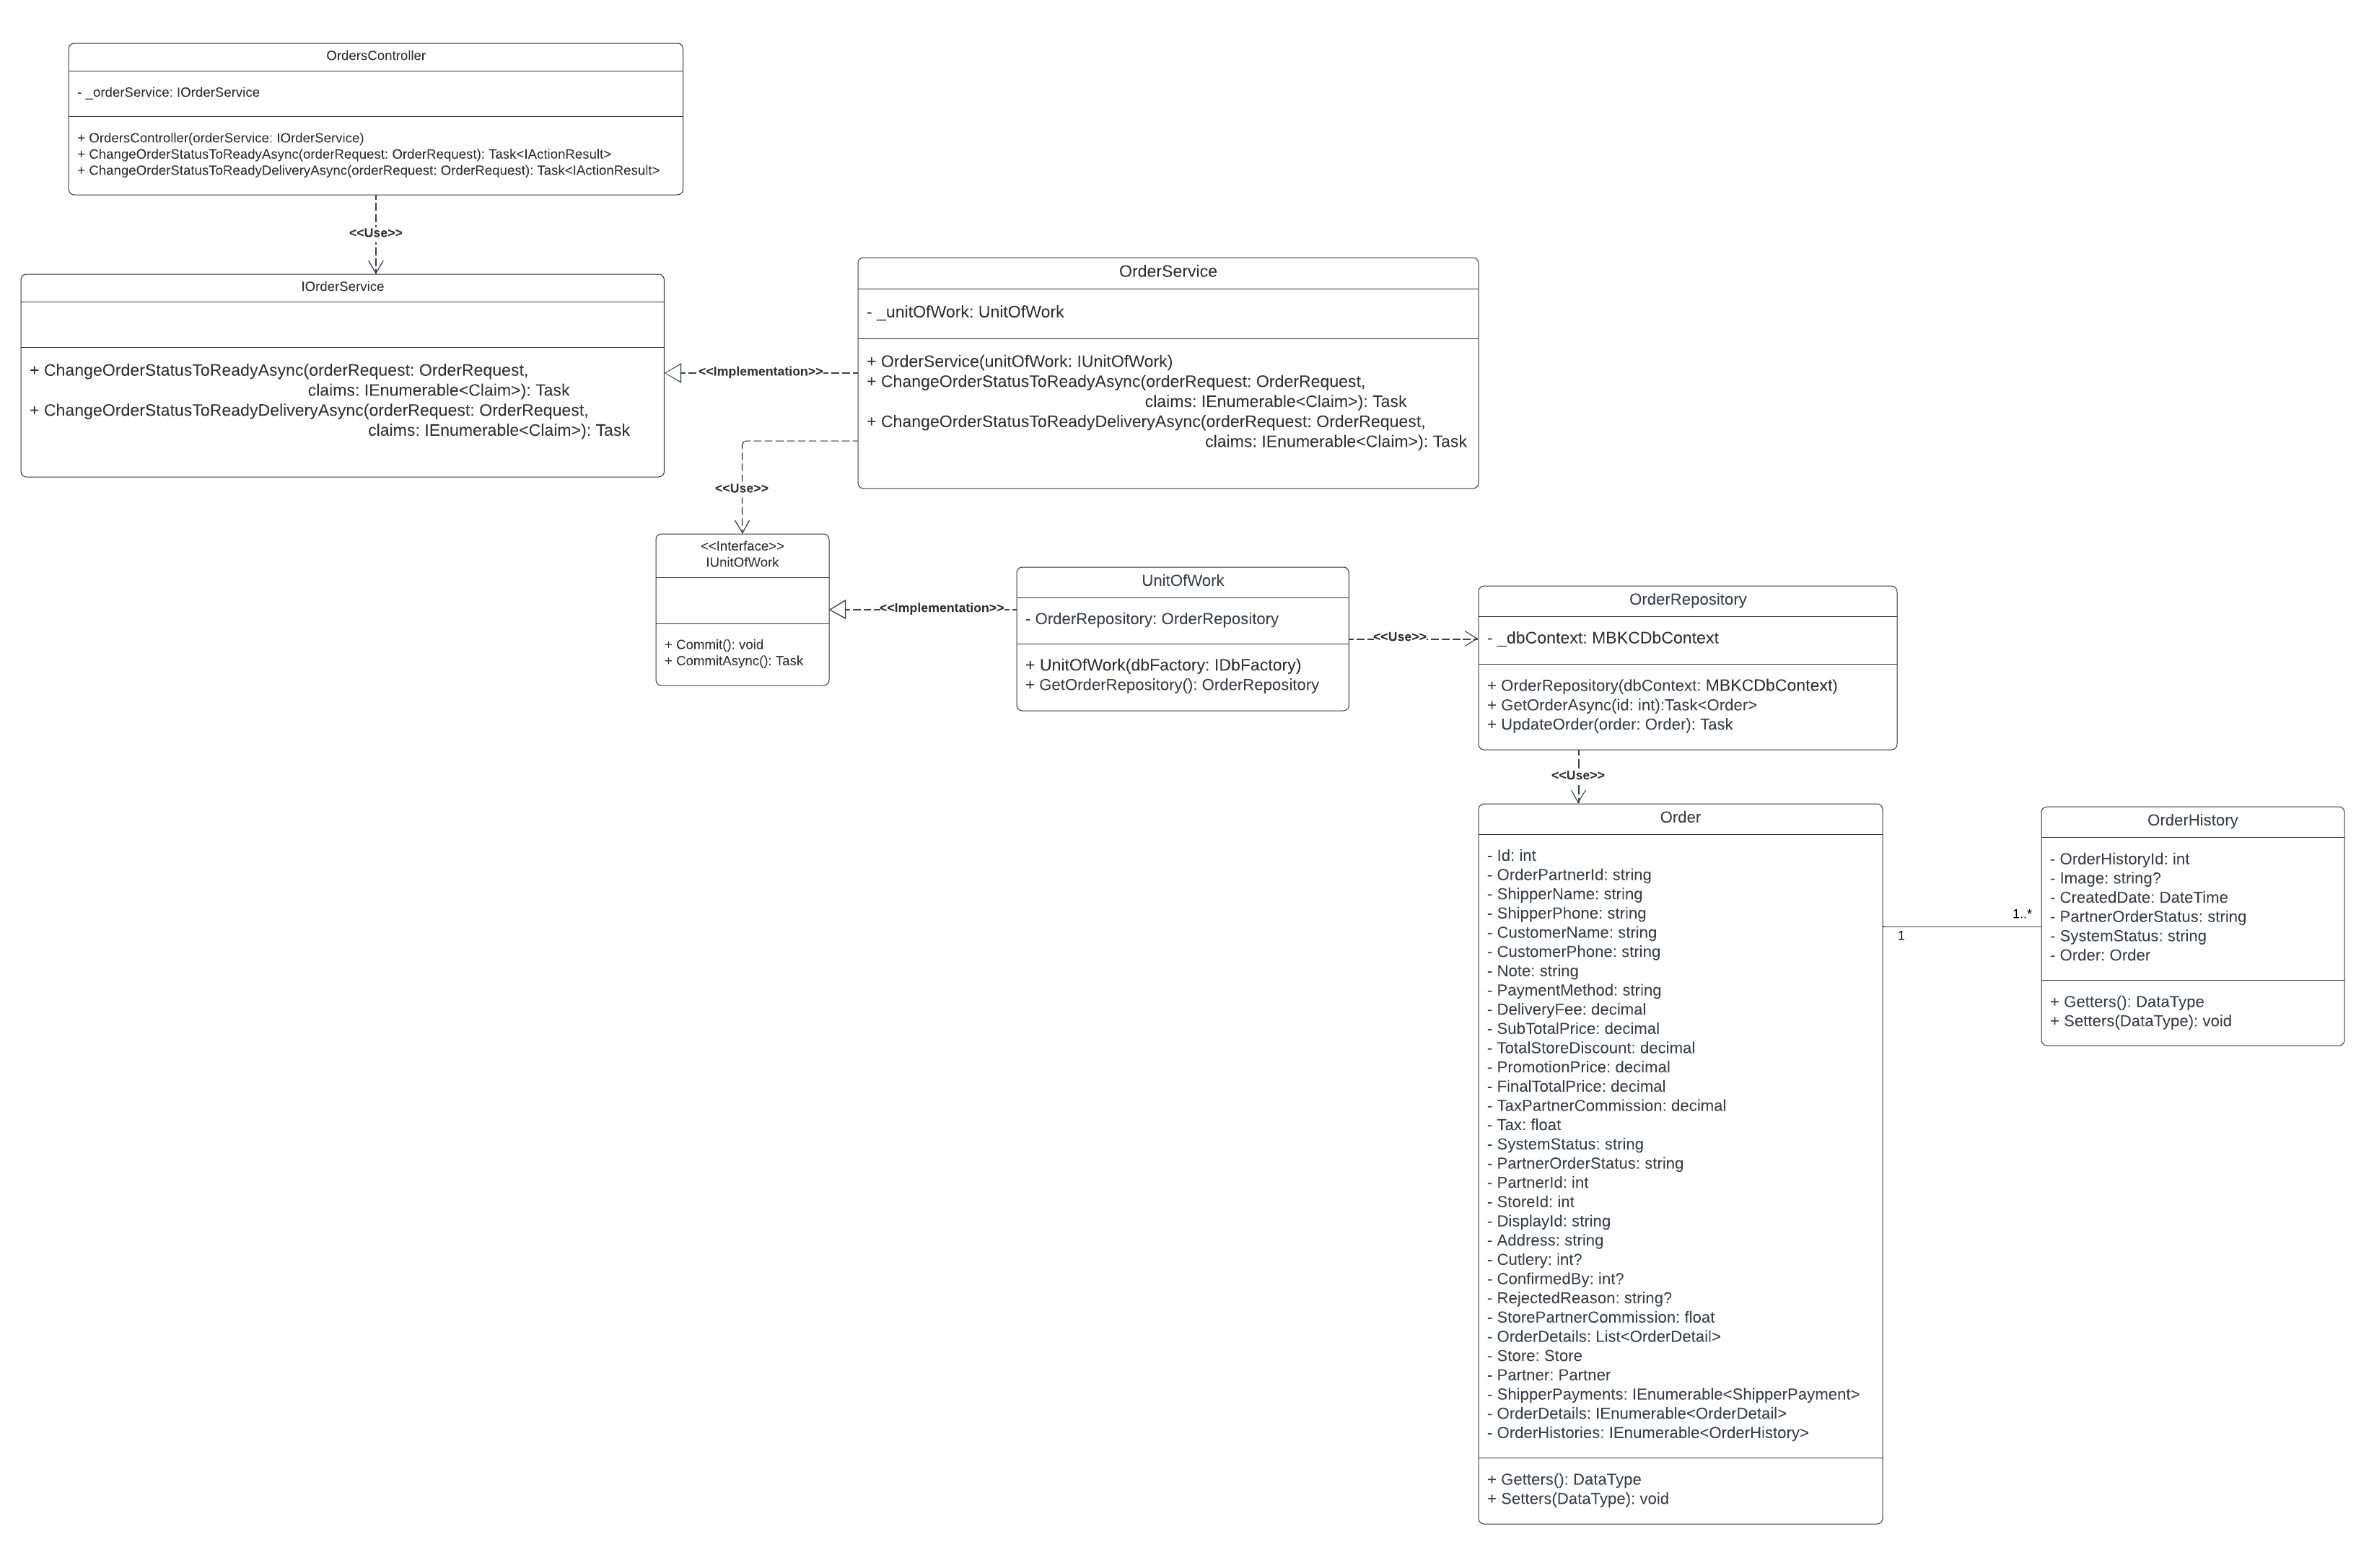 OrdersController
- _orderService: IOrderService
+ OrdersController(orderService: IOrderService)
+ ChangeOrderStatusToReadyAsync(orderRequest: OrderRequest): Task<IActionResult>
+ ChangeOrderStatusToReadyDeliveryAsync(orderRequest: OrderRequest): Task<IActionResult>
<<Use>>
IOrderService
+ ChangeOrderStatusToReadyAsync(orderRequest: OrderRequest,
claims: IEnumerable<Claim>): Task
+ ChangeOrderStatusToReadyDeliveryAsync(orderRequest: OrderRequest,
claims: IEnumerable<Claim>): Task
<<Implementation>>
OrderService
- _unitOfWork: UnitOfWork
+ OrderService(unitOfWork: IUnitOfWork)
+ ChangeOrderStatusToReadyAsync(orderRequest: OrderRequest,
claims: IEnumerable<Claim>): Task
+ ChangeOrderStatusToReadyDeliveryAsync(orderRequest: OrderRequest,
claims: IEnumerable<Claim>): Task
<<Use>>
<<Interface>>
IUnitOfWork
+ Commit(): void
+ CommitAsync(): Task
<<Implementation>>
UnitOfWork
- OrderRepository: OrderRepository
+ UnitOfWork(dbFactory: IDbFactory)
+ GetOrderRepository(): OrderRepository
<<Use>>
OrderRepository
- _dbContext: MBKCDbContext
+ OrderRepository(dbContext: MBKCDbContext)
+ GetOrderAsync(id: int):Task<Order>
+ UpdateOrder(order: Order): Task
<<Use>>
Order
- Id: int
- OrderPartnerId: string
- ShipperName: string
- ShipperPhone: string
- CustomerName: string
- CustomerPhone: string
- Note: string
- PaymentMethod: string
- DeliveryFee: decimal
- SubTotalPrice: decimal
- TotalStoreDiscount: decimal
- PromotionPrice: decimal
- FinalTotalPrice: decimal
- TaxPartnerCommission: decimal
- Tax: float
- SystemStatus: string
- PartnerOrderStatus: string
- PartnerId: int
- StoreId: int
- DisplayId: string
- Address: string
- Cutlery: int?
- ConfirmedBy: int?
- RejectedReason: string?
- StorePartnerCommission: float
- OrderDetails: List<OrderDetail>
- Store: Store
- Partner: Partner
- ShipperPayments: IEnumerable<ShipperPayment>
- OrderDetails: IEnumerable<OrderDetail>
- OrderHistories: IEnumerable<OrderHistory>
+ Getters(): DataType
+ Setters(DataType): void
1
1..*
OrderHistory
- OrderHistoryId: int
- Image: string?
- CreatedDate: DateTime
- PartnerOrderStatus: string
- SystemStatus: string
- Order: Order
+ Getters(): DataType
+ Setters(DataType): void